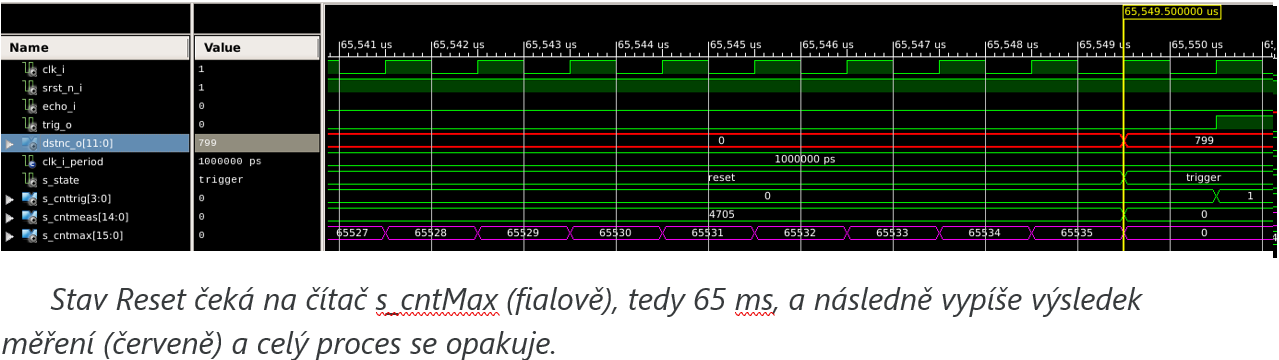 65,549.500000 us
Name Value 65,541 us 65,542 us 65,543 us 65,544 us 65,545 us 65,546 us 65,547 us 65,548 us 65,549 us 65,550 us
clk_i 1
srst_n_i 1
echo_i 0
trig_o 0
dstnc_o[11:0] 799 0 799
clk_i_period 1000000 ps 1000000 ps
s_state trigger reset trigger
s_cnttrig[3:0] 0 0 1
s_cntmeas[14:0] 0 4705 0
s_cntmax[15:0] 0 65527 65528 65529 65530 65531 65532 65533 65534 65535 0
Stav Reset čeká na čítač s_cntMax (fialově), tedy 65 ms, a následně vypíše výsledek
měření (červeně) a celý proces se opakuje.